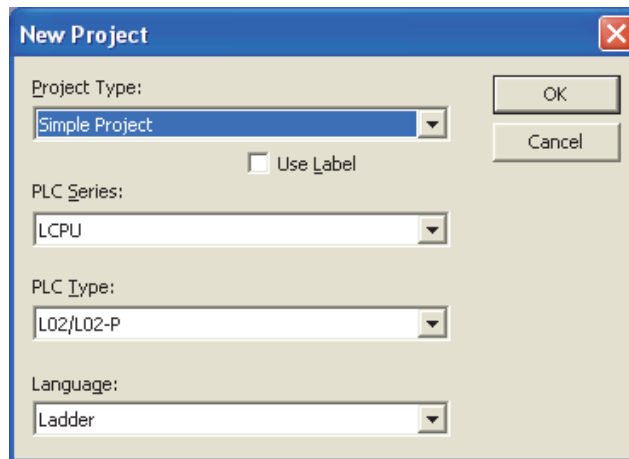 New Project
Project Type:
OK
Simple Project
Cancel
Use Label
PLC Series:
LCPU
PLC Type:
L02/L02-P
Language:
Ladder